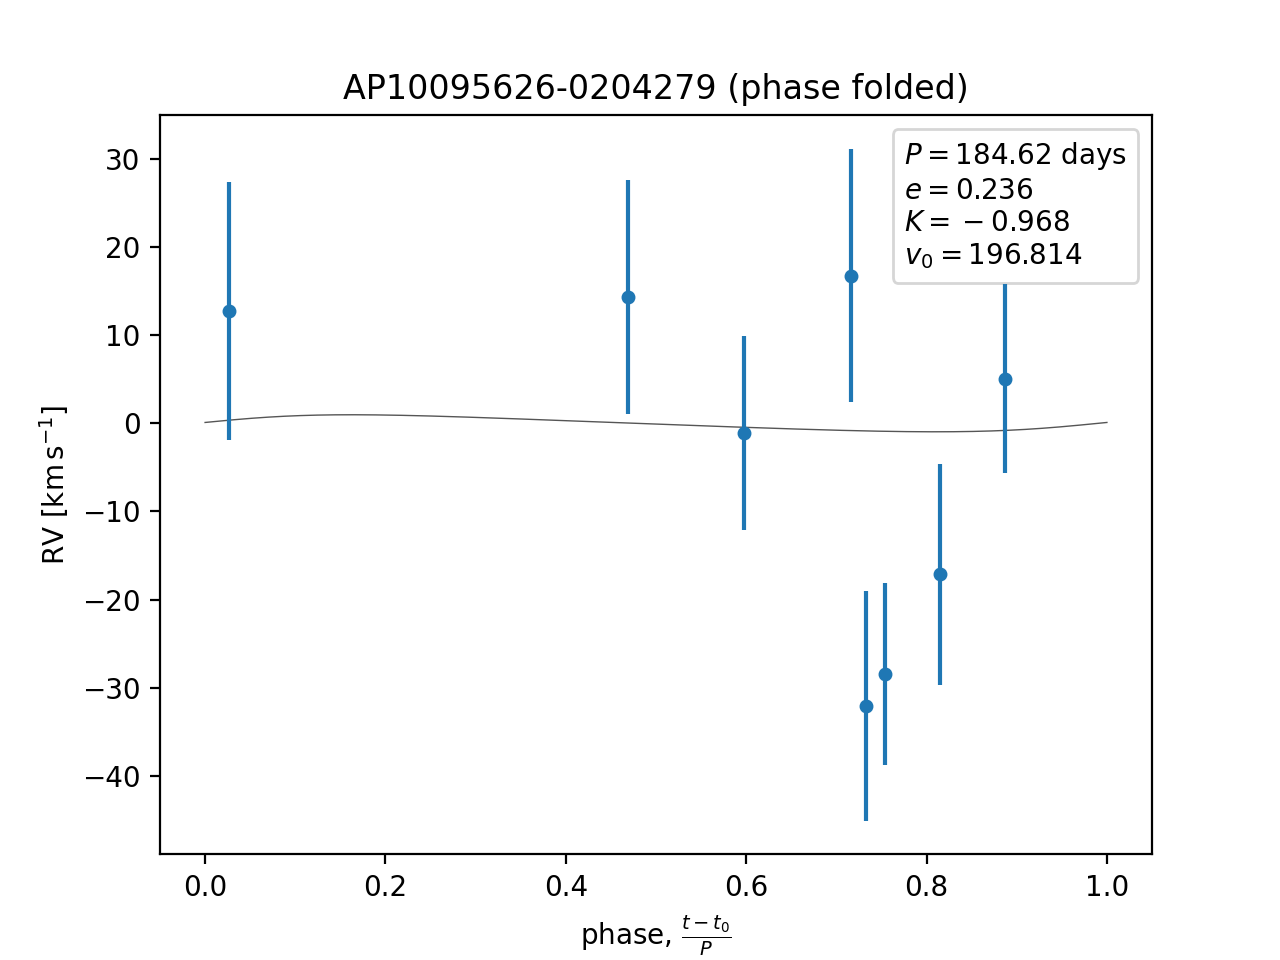 AP10095626-0204279 (phase folded)
P = 184.62 days
e = 0.236
K = −0.968
v₀ = 196.814
30
20
10
0
−10
−20
−30
−40
RV [km s⁻¹]
0.0 0.2 0.4 0.6 0.8 1.0
phase, (t − t₀)/P